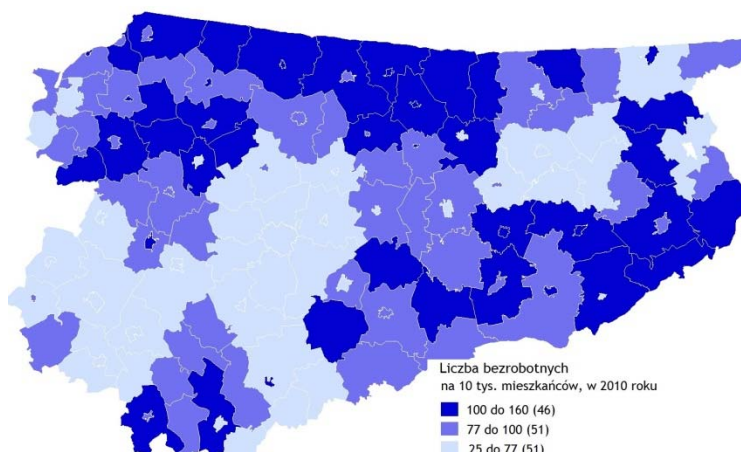 Liczba bezrobotnych
na 10 tys. mieszkańców, w 2010 roku
100 do 160 (46)
77 do 100 (51)
25 do 77 (51)